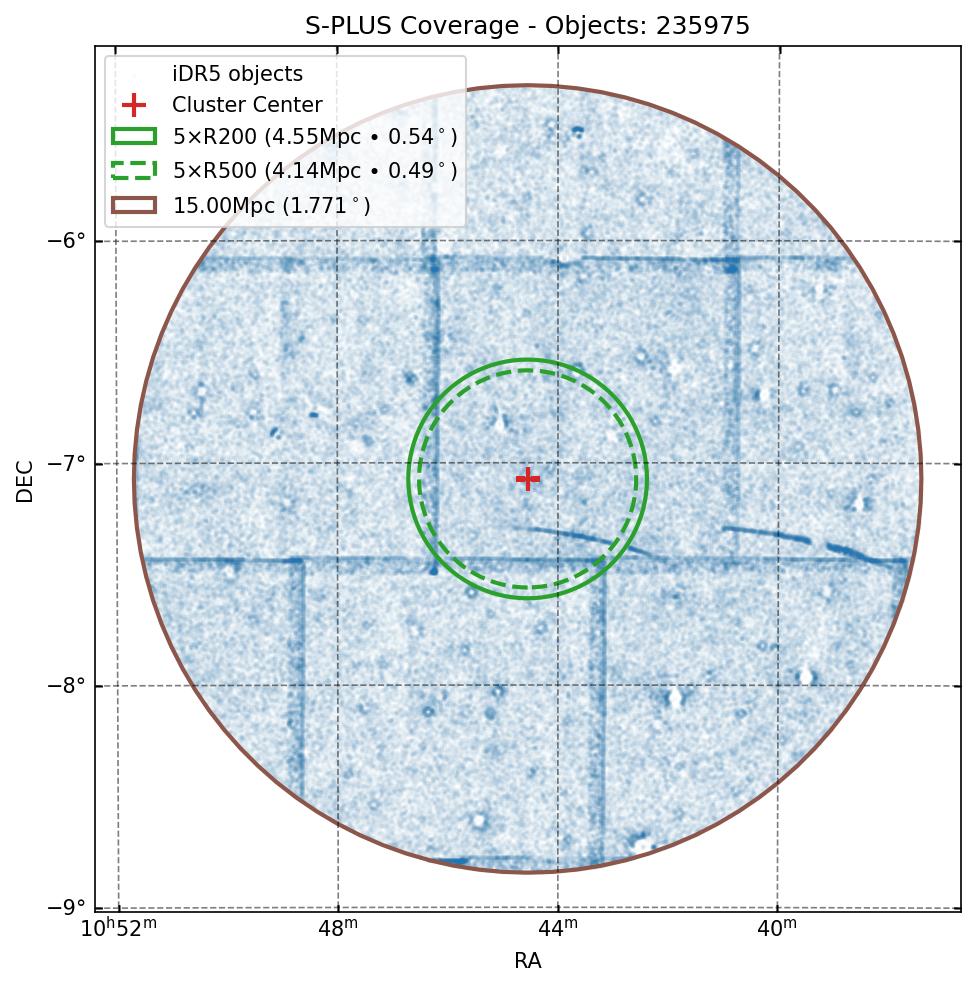 S-PLUS Coverage - Objects: 235975
iDR5 objects
Cluster Center
5×R200 (4.55Mpc • 0.54°)
5×R500 (4.14Mpc • 0.49°)
15.00Mpc (1.771°)
−6°
−7°
−8°
−9°
DEC
10ʰ52ᵐ 48ᵐ 44ᵐ 40ᵐ
RA